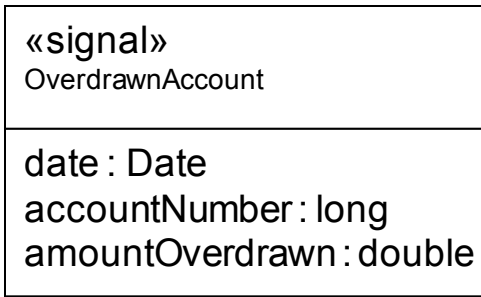 «signal»
OverdrawnAccount
date : Date
accountNumber : long
amountOverdrawn : double